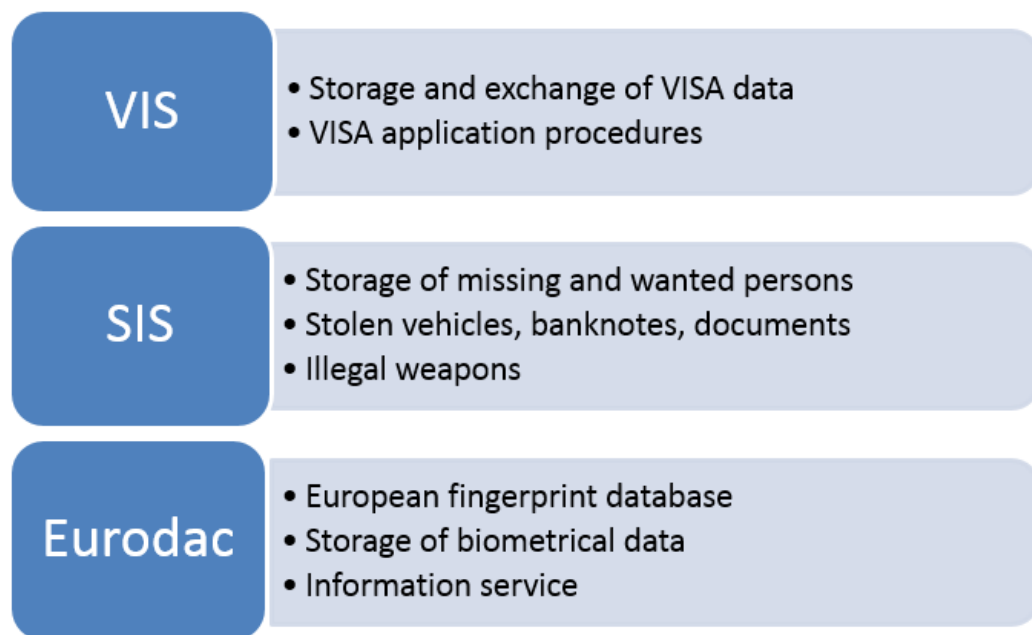 VIS
• Storage and exchange of VISA data
• VISA application procedures
SIS
• Storage of missing and wanted persons
• Stolen vehicles, banknotes, documents
• Illegal weapons
Eurodac
• European fingerprint database
• Storage of biometrical data
• Information service